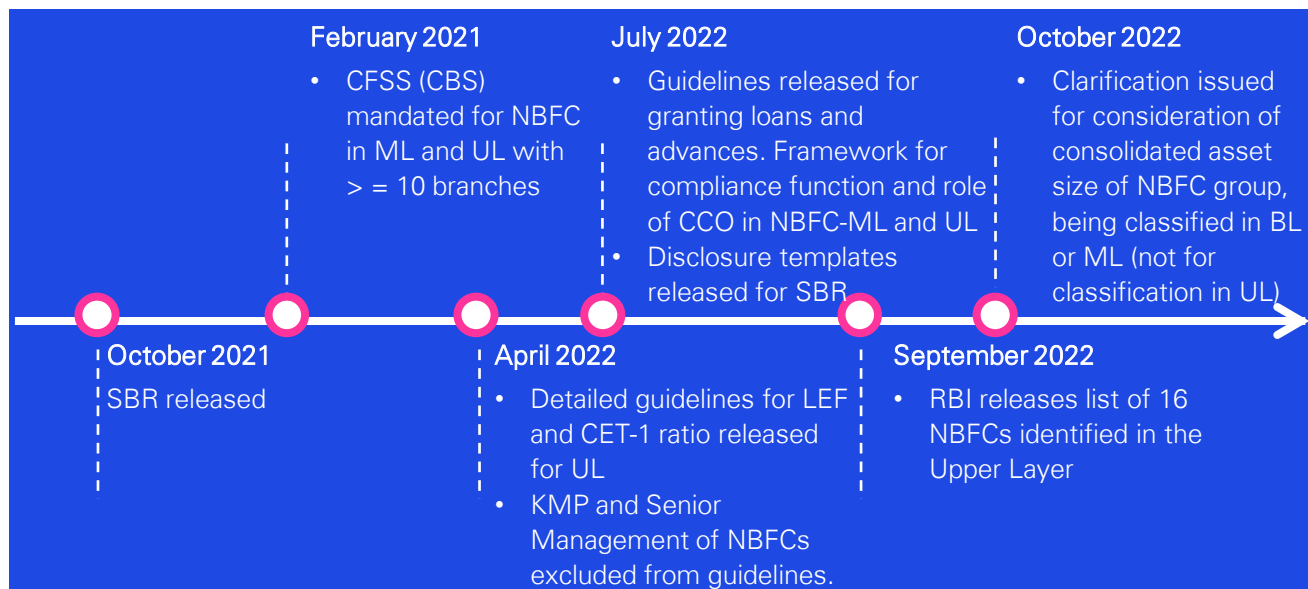 February 2021
• CFSS (CBS)
mandated for NBFC
in ML and UL with
> = 10 branches
July 2022
• Guidelines released for
granting loans and
advances. Framework for
compliance function and role
of CCO in NBFC-ML and UL
• Disclosure templates
released for SBR
October 2022
• Clarification issued
for consideration of
consolidated asset
size of NBFC group,
being classified in BL
or ML (not for
classification in UL)
October 2021
SBR released
April 2022
• Detailed guidelines for LEF
and CET-1 ratio released
for UL
• KMP and Senior
Management of NBFCs
excluded from guidelines.
September 2022
• RBI releases list of 16
NBFCs identified in the
Upper Layer